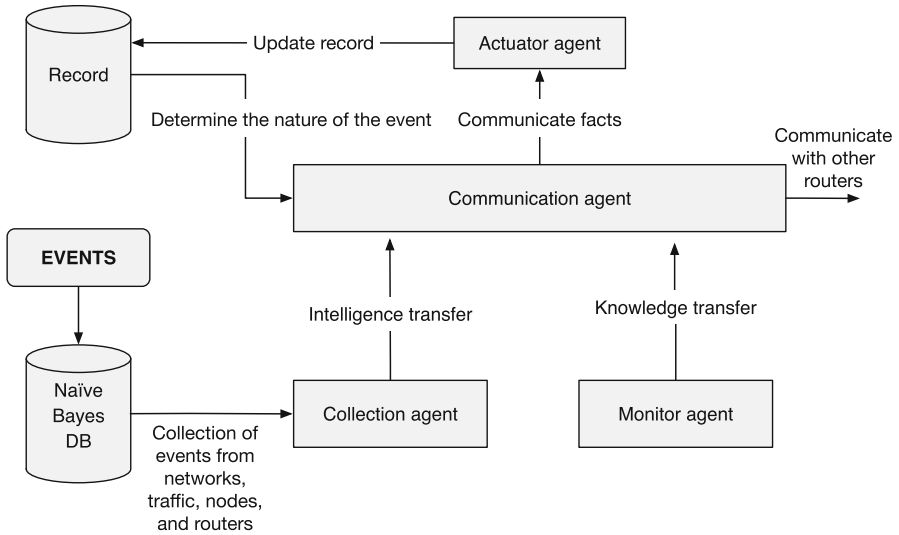 Update record
Actuator agent
Record
Determine the nature of the event
Communicate facts
Communicate
with other
routers
Communication agent
EVENTS
Intelligence transfer
Knowledge transfer
Naïve
Bayes
DB
Collection agent
Monitor agent
Collection of
events from
networks,
traffic, nodes,
and routers